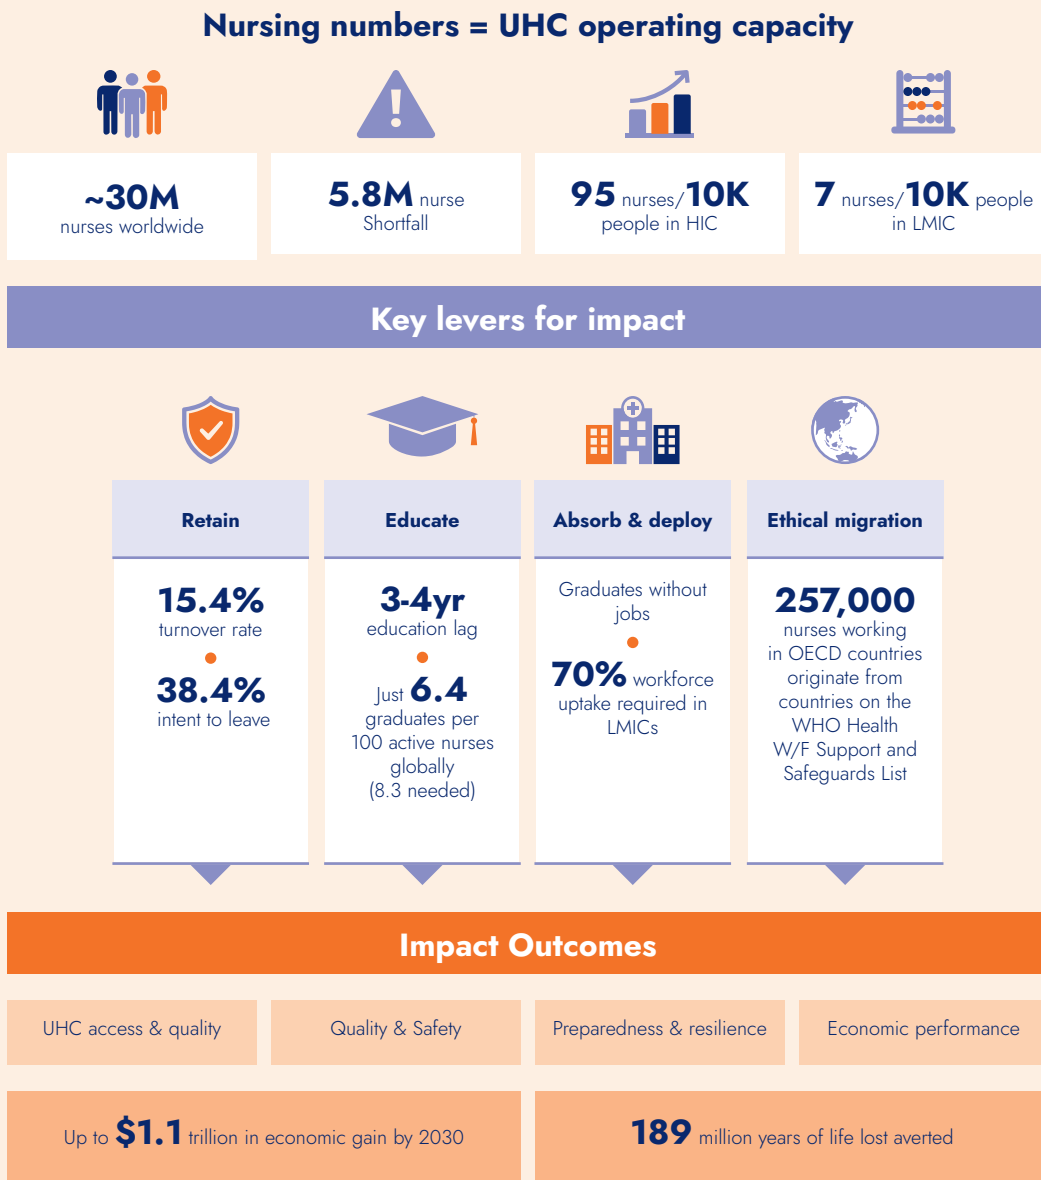 Nursing numbers = UHC operating capacity
~30M
nurses worldwide
5.8M nurse
Shortfall
95 nurses/10K
people in HIC
7 nurses/10K people
in LMIC
Key levers for impact
Retain
15.4%
turnover rate
38.4%
intent to leave
Educate
3-4yr
education lag
Just 6.4
graduates per
100 active nurses
globally
(8.3 needed)
Absorb & deploy
Graduates without
jobs
70% workforce
uptake required in
LMICs
Ethical migration
257,000
nurses working
in OECD countries
originate from
countries on the
WHO Health
W/F Support and
Safeguards List
Impact Outcomes
UHC access & quality
Quality & Safety
Preparedness & resilience
Economic performance
Up to $1.1 trillion in economic gain by 2030
189 million years of life lost averted